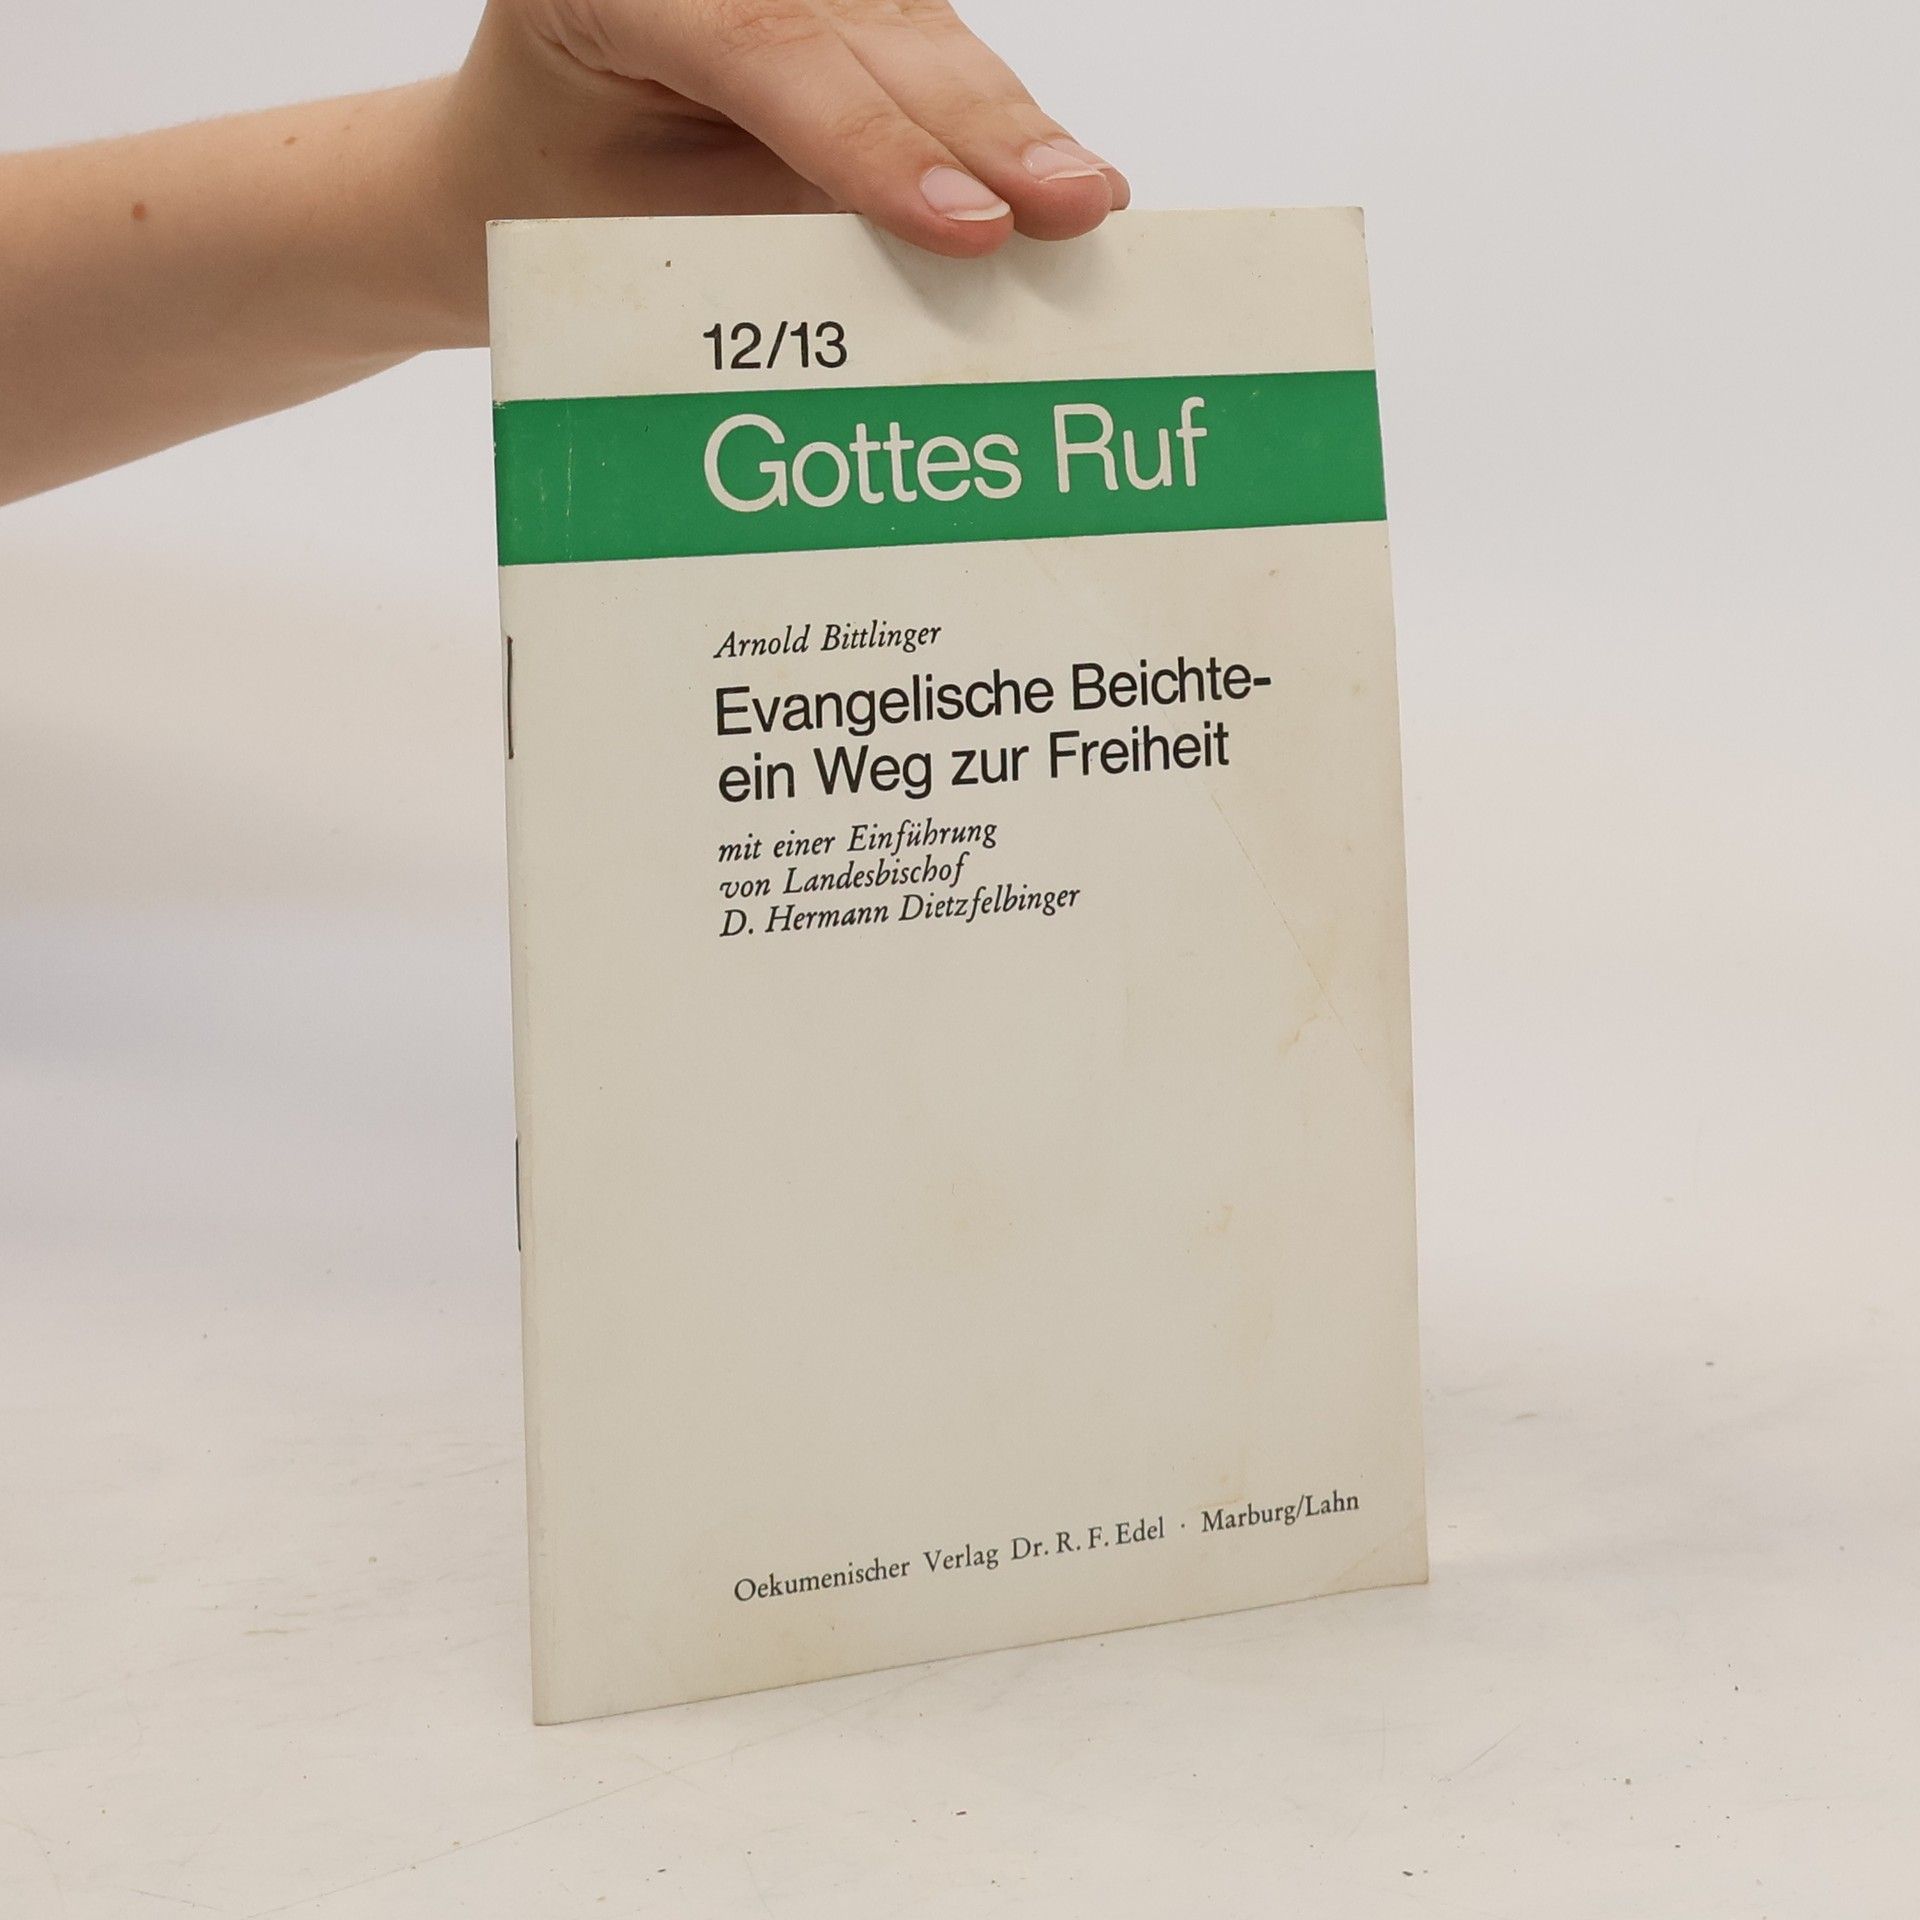 12/13
Gottes Ruf
Arnold Bittlinger
Evangelische Beichte-
ein Weg zur Freiheit
mit einer Einführung
von Landesbischof
D. Hermann Dietzfelbinger
Oekumenischer Verlag Dr. R. F. Edel · Marburg/Lahn